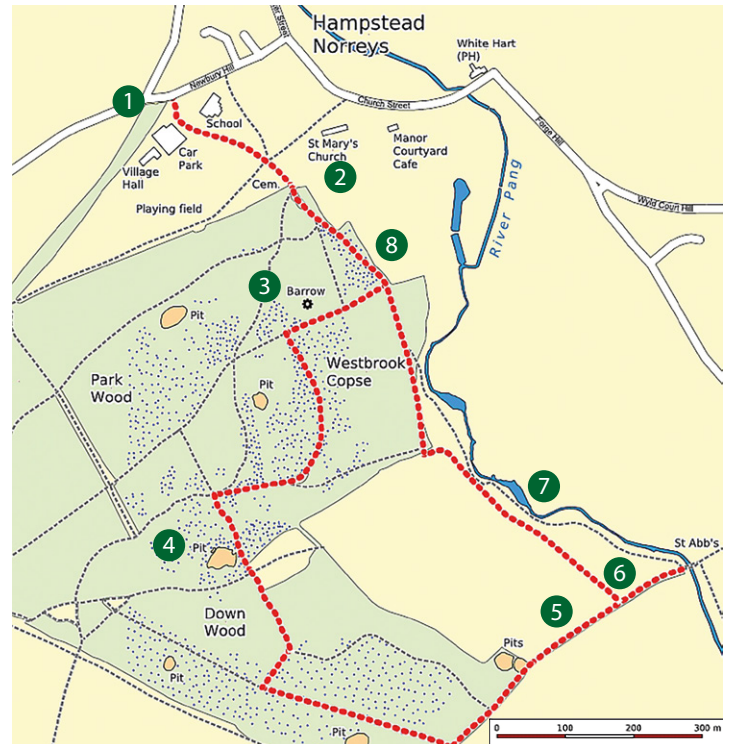 Hampstead
Norreys
White Hart
(PH)
Newbury Hill
Street
Church Street
Forge Hill
Wyld Court Hill
1
School
Car
Park
Village
Hall
St Mary's
Church
2
Manor
Courtyard
Cafe
River Pang
Cem.
Playing field
8
3
Barrow
Pit
Westbrook
Copse
Park
Wood
Pit
7
4
Pit
St Abb's
6
5
Down
Wood
Pits
Pit
Pit
0 100 200 300 m